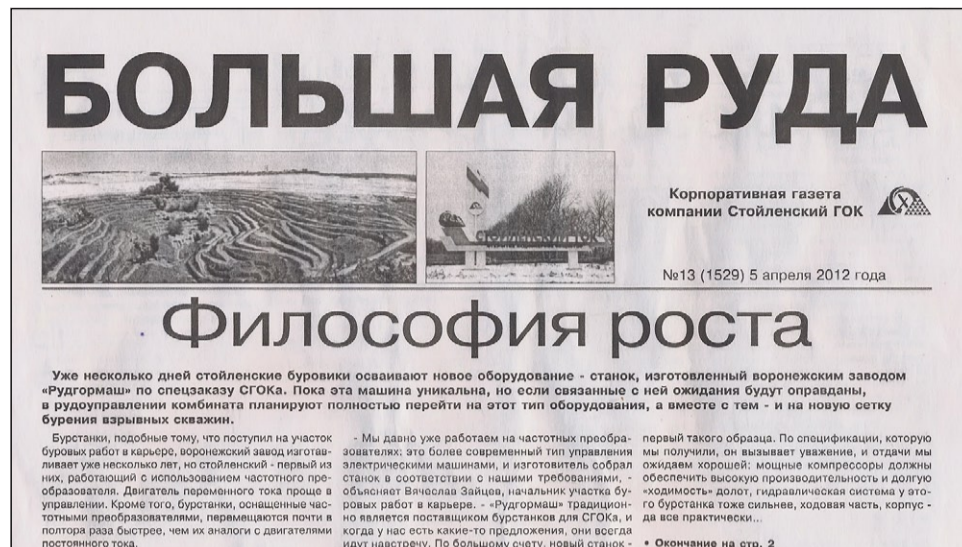 БОЛЬШАЯ РУДА
Корпоративная газета
компании Стойленский ГОК
СТОЙЛЕНСКИЙ ГОК
№13 (1529) 5 апреля 2012 года
Философия роста
Уже несколько дней стойленские буровики осваивают новое оборудование - станок, изготовленный воронежским заводом
«Рудгормаш» по спецзаказу СГОКа. Пока эта машина уникальна, но если связанные с ней ожидания будут оправданы,
в рудоуправлении комбината планируют полностью перейти на этот тип оборудования, а вместе с тем - и на новую сетку
бурения взрывных скважин.
Бурстанки, подобные тому, что поступил на участок
буровых работ в карьере, воронежский завод изготав-
ливает уже несколько лет, но стойленский - первый из
них, работающий с использованием частотного пре-
образователя. Двигатель переменного тока проще в
управлении. Кроме того, бурстанки, оснащенные час-
тотными преобразователями, перемещаются почти в
полтора раза быстрее, чем их аналоги с двигателями
постоянного тока.
- Мы давно уже работаем на частотных преобра-
зователях: это более современный тип управления
электрическими машинами, и изготовитель собрал
станок в соответствии с нашими требованиями, -
объясняет Вячеслав Зайцев, начальник участка бу-
ровых работ в карьере. - «Рудгормаш» традицион-
но является поставщиком бурстанков для СГОКа, и
когда у нас есть какие-то предложения, они всегда
идут навстречу. По большому счету, новый станок -
первый такого образца. По спецификации, которую
мы получили, он вызывает уважение, и отдачи мы
ожидаем хорошей: мощные компрессоры должны
обеспечить высокую производительность и долгую
«ходимость» долот, гидравлическая система у это-
го бурстанка тоже сильнее, ходовая часть, корпус -
да все практически...
• Окончание на стр. 2